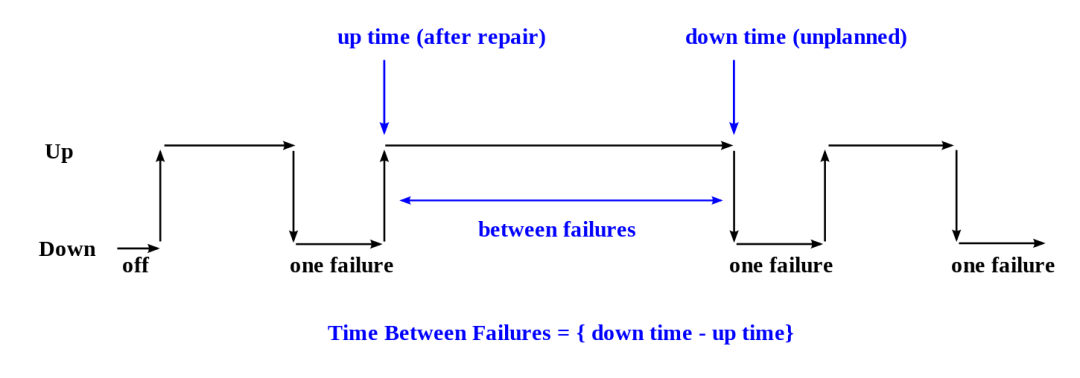 up time (after repair)
down time (unplanned)
Up
between failures
Down
off
one failure
one failure
one failure
Time Between Failures = { down time - up time}